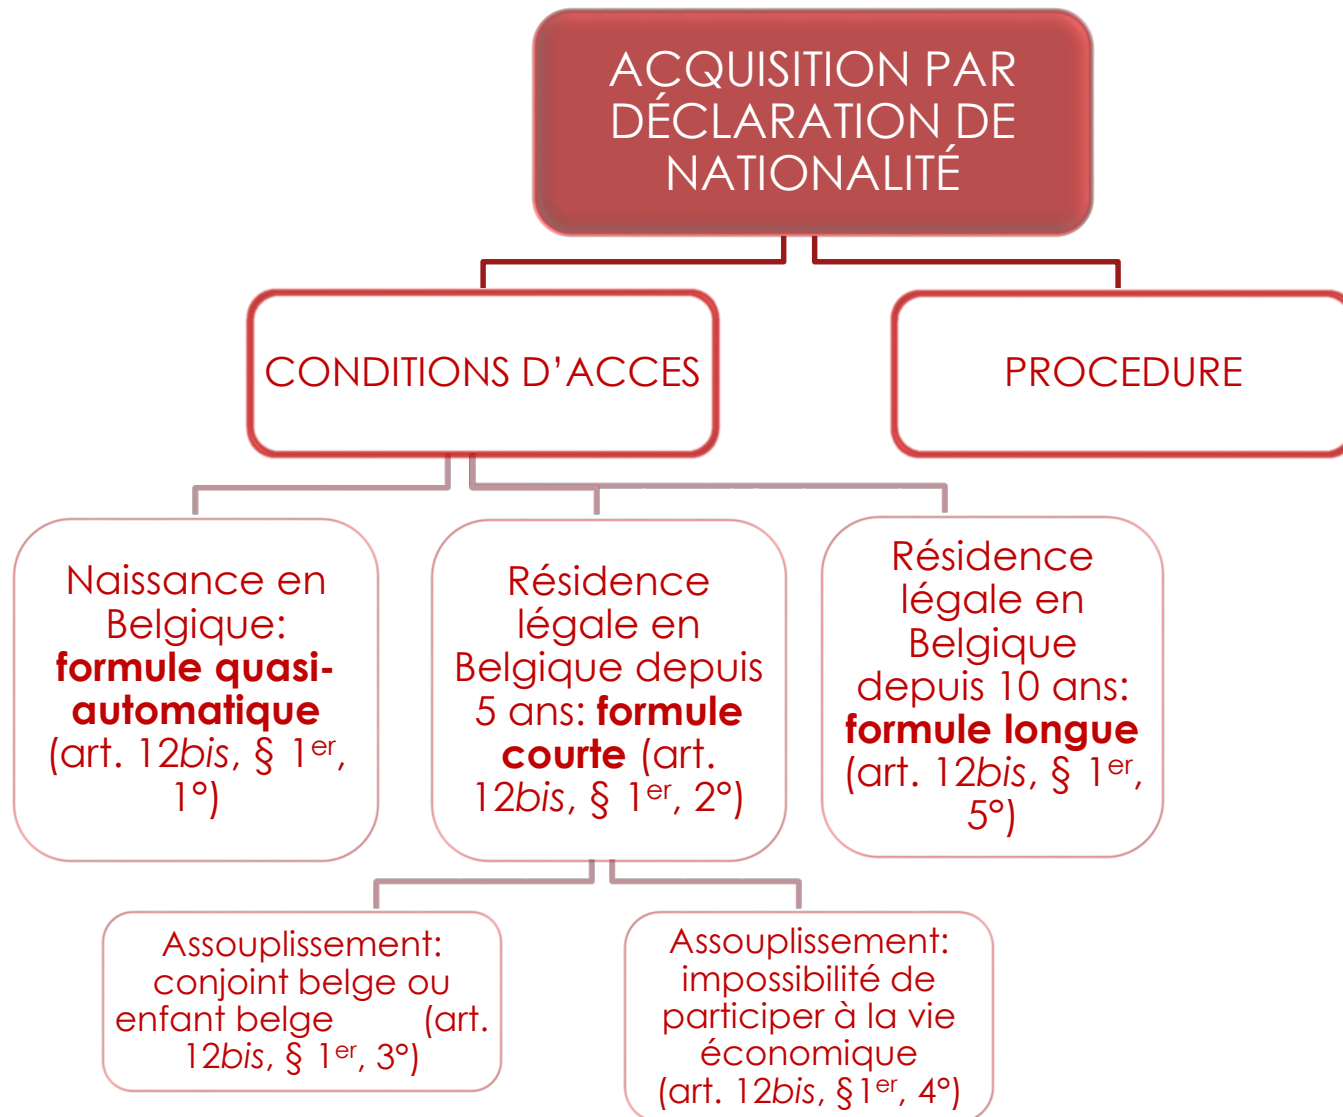 ACQUISITION PAR
DÉCLARATION DE
NATIONALITÉ
CONDITIONS D’ACCES
PROCEDURE
Naissance en
Belgique:
formule quasi-
automatique
(art. 12bis, § 1er,
1°)
Résidence
légale en
Belgique depuis
5 ans: formule
courte (art.
12bis, § 1er, 2°)
Résidence
légale en
Belgique
depuis 10 ans:
formule longue
(art. 12bis, § 1er,
5°)
Assouplissement:
conjoint belge ou
enfant belge (art.
12bis, § 1er, 3°)
Assouplissement:
impossibilité de
participer à la vie
économique
(art. 12bis, §1er, 4°)